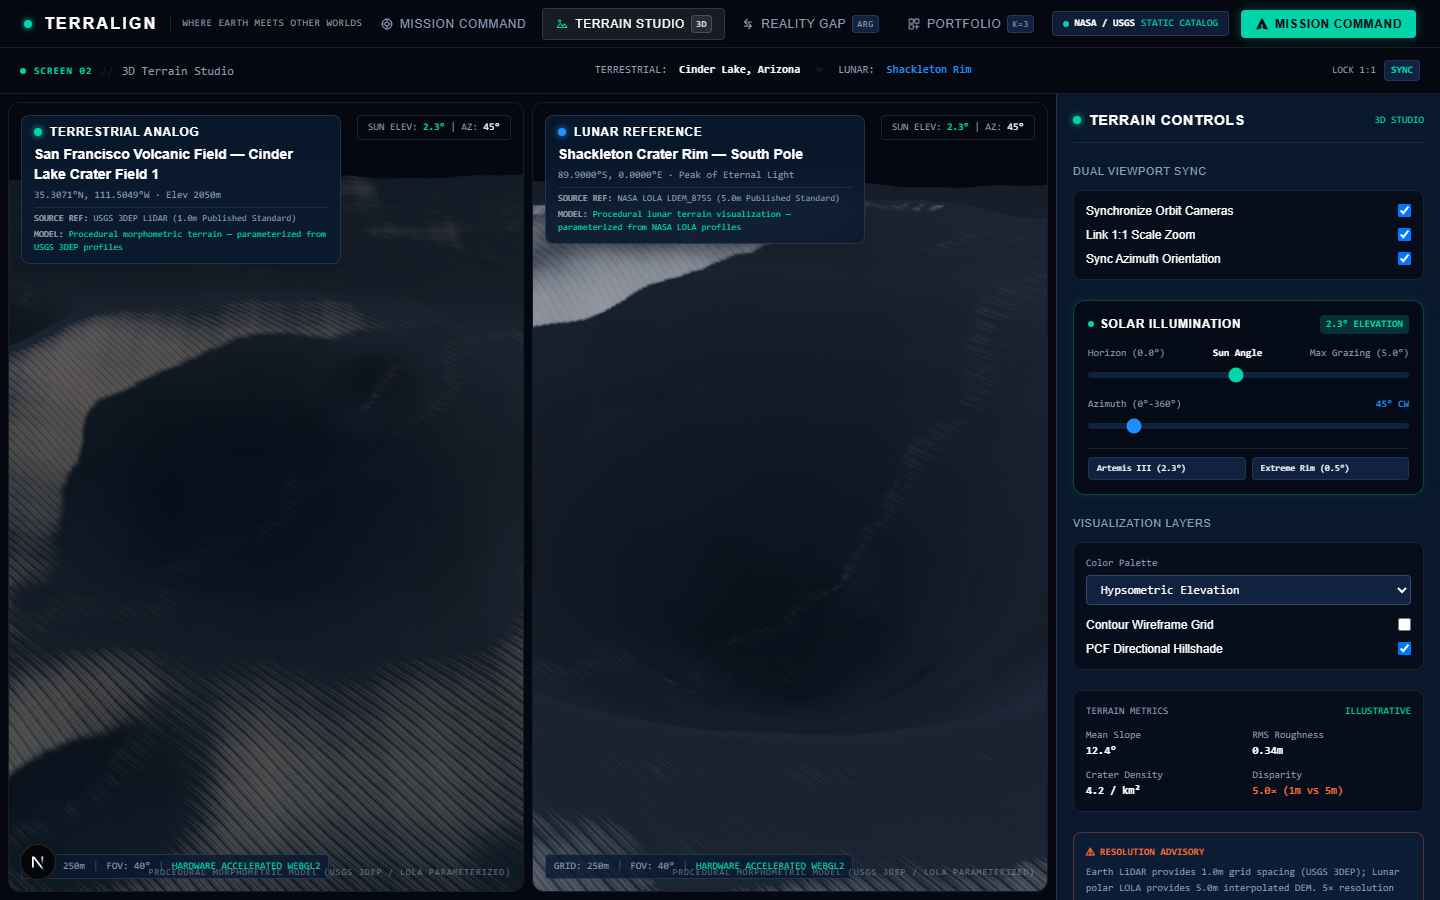 TERRALIGN
WHERE EARTH MEETS OTHER WORLDS
MISSION COMMAND
TERRAIN STUDIO 3D
REALITY GAP ARG
PORTFOLIO K=3
NASA / USGS STATIC CATALOG
MISSION COMMAND
SCREEN 02 // 3D Terrain Studio
TERRESTRIAL: Cinder Lake, Arizona
LUNAR: Shackleton Rim
LOCK 1:1 SYNC
TERRESTRIAL ANALOG
San Francisco Volcanic Field — Cinder
Lake Crater Field 1
35.3071°N, 111.5049°W · Elev 2050m
SOURCE REF: USGS 3DEP LiDAR (1.0m Published Standard)
MODEL: Procedural morphometric terrain — parameterized from
USGS 3DEP profiles
SUN ELEV: 2.3° | AZ: 45°
250m | FOV: 40° | HARDWARE ACCELERATED WEBGL2
PROCEDURAL MORPHOMETRIC MODEL (USGS 3DEP / LOLA PARAMETERIZED)
N
LUNAR REFERENCE
Shackleton Crater Rim — South Pole
89.9000°S, 0.0000°E · Peak of Eternal Light
SOURCE REF: NASA LOLA LDEM_875S (5.0m Published Standard)
MODEL: Procedural lunar terrain visualization —
parameterized from NASA LOLA profiles
SUN ELEV: 2.3° | AZ: 45°
GRID: 250m | FOV: 40° | HARDWARE ACCELERATED WEBGL2
PROCEDURAL MORPHOMETRIC MODEL (USGS 3DEP / LOLA PARAMETERIZED)
TERRAIN CONTROLS
3D STUDIO
DUAL VIEWPORT SYNC
Synchronize Orbit Cameras
Link 1:1 Scale Zoom
Sync Azimuth Orientation
SOLAR ILLUMINATION
2.3° ELEVATION
Horizon (0.0°) Sun Angle Max Grazing (5.0°)
Azimuth (0°-360°) 45° CW
Artemis III (2.3°)
Extreme Rim (0.5°)
VISUALIZATION LAYERS
Color Palette
Hypsometric Elevation
Contour Wireframe Grid
PCF Directional Hillshade
TERRAIN METRICS ILLUSTRATIVE
Mean Slope RMS Roughness
12.4° 0.34m
Crater Density Disparity
4.2 / km² 5.0× (1m vs 5m)
⚠ RESOLUTION ADVISORY
Earth LiDAR provides 1.0m grid spacing (USGS 3DEP); Lunar
polar LOLA provides 5.0m interpolated DEM. 5× resolution